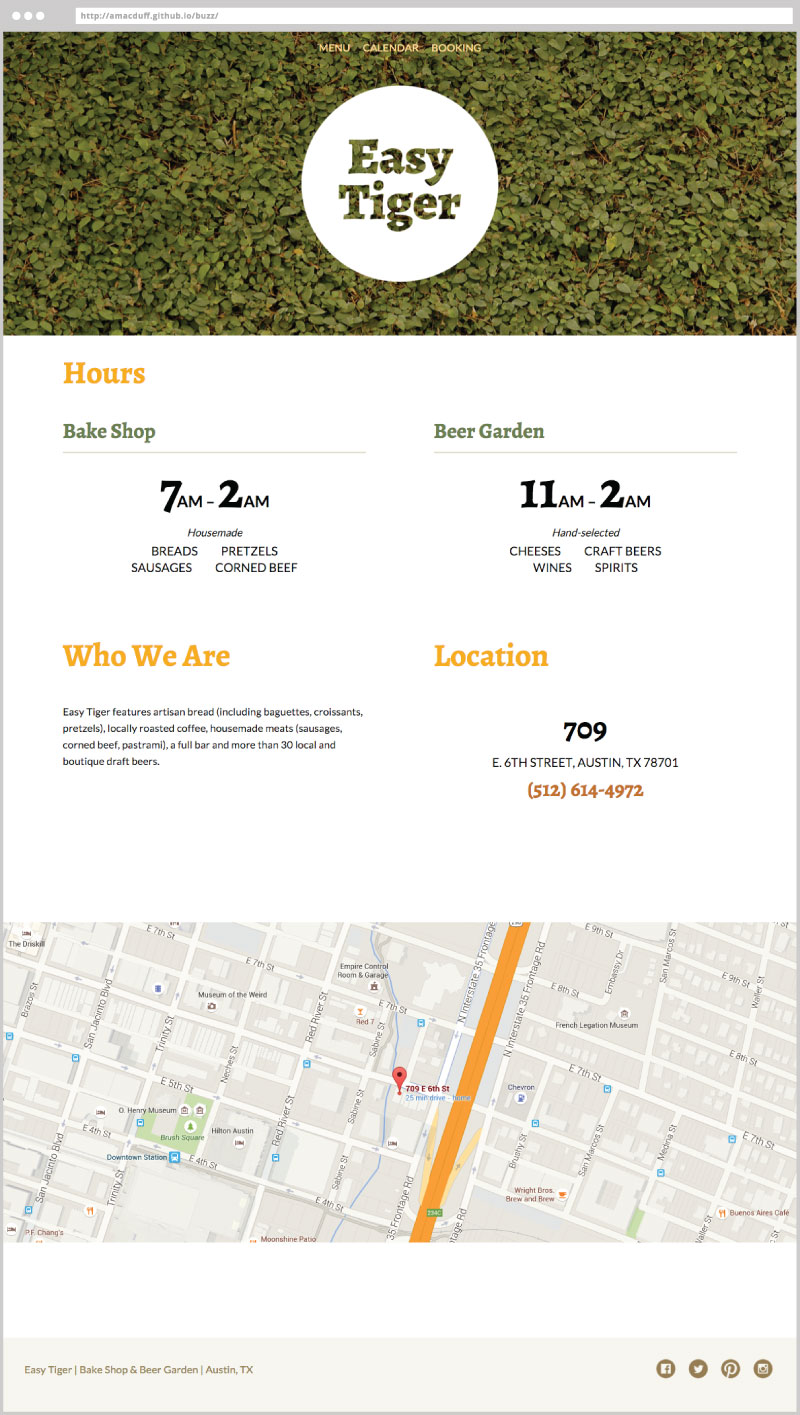 http://amacduff.github.io/buzz/
MENU CALENDAR BOOKING
Easy
Tiger
Hours
Bake Shop
7AM – 2AM
Housemade
BREADS PRETZELS
SAUSAGES CORNED BEEF
Beer Garden
11AM – 2AM
Hand-selected
CHEESES CRAFT BEERS
WINES SPIRITS
Who We Are
Easy Tiger features artisan bread (including baguettes, croissants,
pretzels), locally roasted coffee, housemade meats (sausages,
corned beef, pastrami), a full bar and more than 30 local and
boutique draft beers.
Location
709
E. 6TH STREET, AUSTIN, TX 78701
(512) 614-4972
E 7th St
E 9th St
The Driskill
E 7th St
Empire Control
Room & Garage
N Interstate 35 Frontage
N Interstate 35 Frontage Rd
Embassy Dr
San Marcos St
E 9th St
Waller St
E 8th St
Brazos St
San Jacinto Blvd
Museum of the Weird
Red River St
E 7th St
Red 7
Trinity St
Sabine St
French Legation Museum
Neches St
E 8th St
E 5th St
709 E 6th St
25 min drive - home
E 7th St
Chevron
O. Henry Museum
Sabine St
Red River St
E 4th St
Hilton Austin
Brush Square
E 7th St
Downtown Station
E 4th St
San Jacinto Blvd
Trinity St
Sabine St
Brushy St
San Marcos St
Medina St
E 4th St
35 Frontage Rd
Wright Bros.
Brew and Brew
234C
Frontage Rd
Waller St
Buenos Aires Café
P.F. Chang's
Moonshine Patio
Easy Tiger | Bake Shop & Beer Garden | Austin, TX